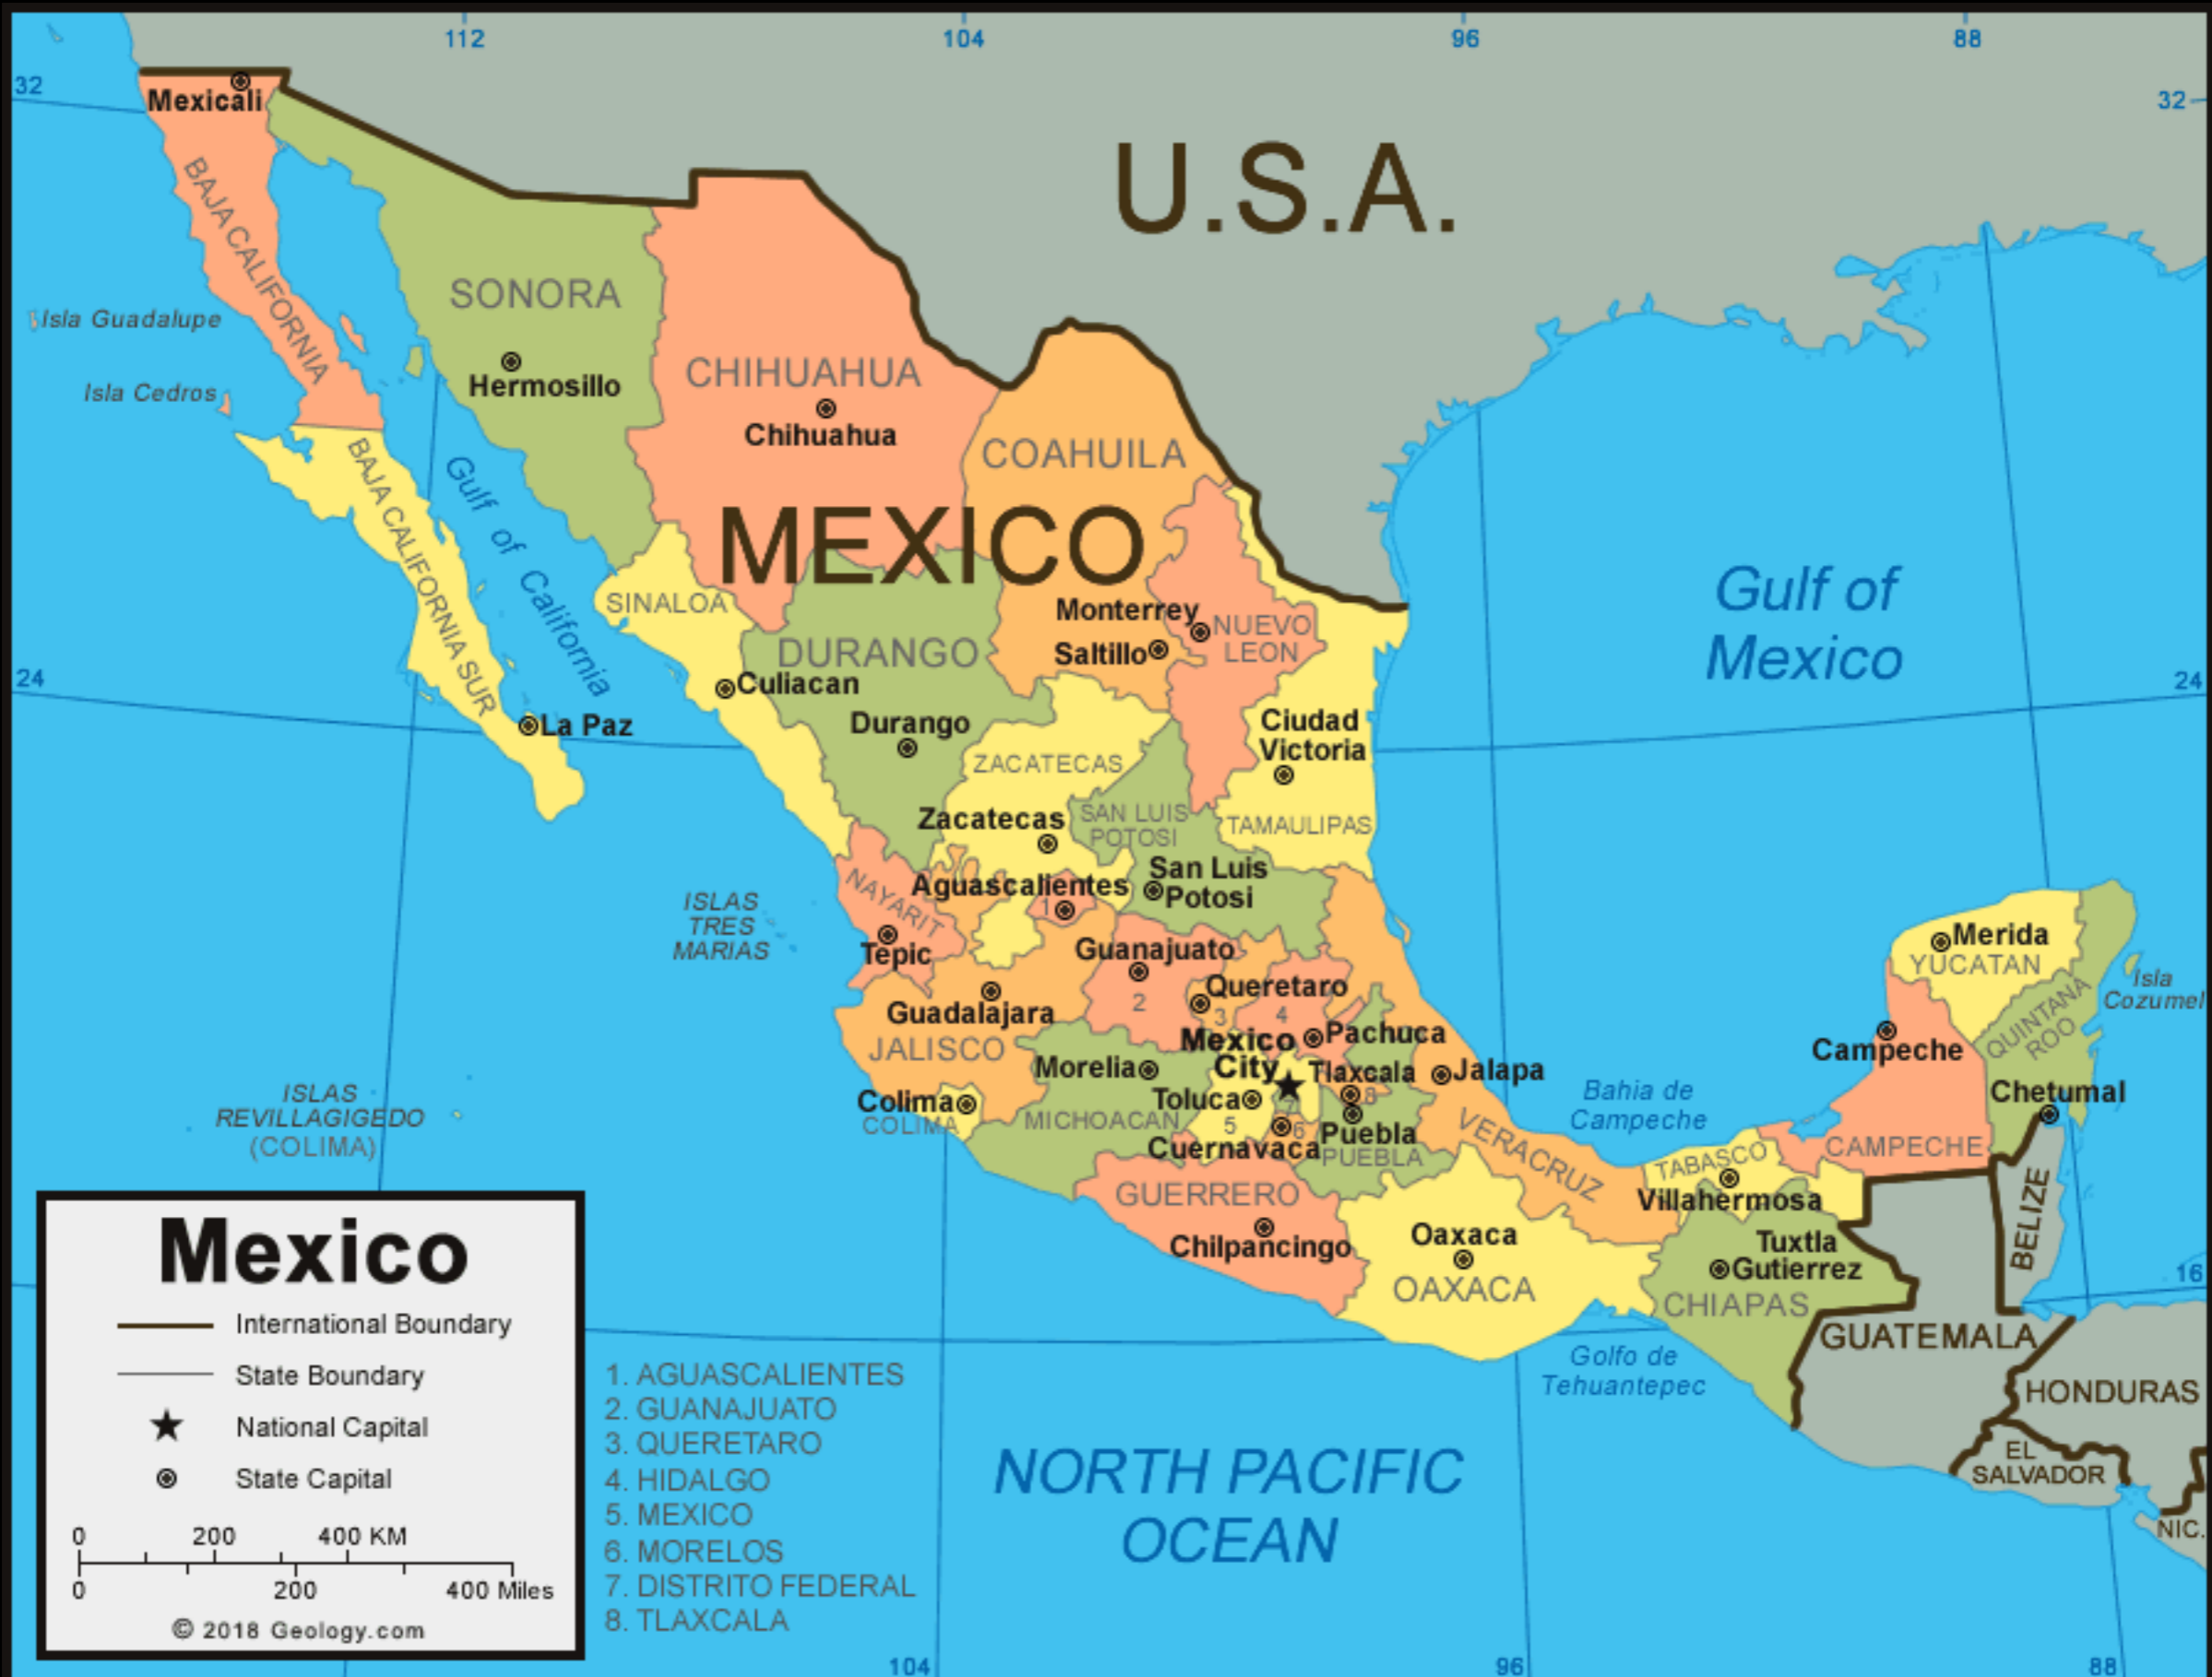 112
104
96
88
32
32
Mexicali
U.S.A.
BAJA CALIFORNIA
SONORA
Isla Guadalupe
Hermosillo
CHIHUAHUA
Chihuahua
Isla Cedros
COAHUILA
BAJA CALIFORNIA SUR
Gulf of California
MEXICO
Gulf of
Mexico
SINALOA
Monterrey
NUEVO
LEON
Saltillo
DURANGO
24
24
Culiacan
La Paz
Durango
Ciudad
Victoria
ZACATECAS
Zacatecas
SAN LUIS
POTOSI
TAMAULIPAS
San Luis
Potosi
NAYARIT
Aguascalientes
1
ISLAS
TRES
MARIAS
Tepic
Guanajuato
2
Queretaro
3
4
Merida
YUCATAN
Isla
Cozumel
QUINTANA
ROO
Guadalajara
JALISCO
Mexico
City
Pachuca
Morelia
Tlaxcala
8
Jalapa
Campeche
Chetumal
Bahia de
Campeche
ISLAS
REVILLAGIGEDO
(COLIMA)
Colima
COLIMA
MICHOACAN
Toluca
5
7
6
Cuernavaca
Puebla
PUEBLA
VERACRUZ
TABASCO
CAMPECHE
Villahermosa
BELIZE
GUERRERO
Chilpancingo
Oaxaca
OAXACA
Tuxtla
Gutierrez
CHIAPAS
16
GUATEMALA
Golfo de
Tehuantepec
HONDURAS
EL
SALVADOR
NIC.
NORTH PACIFIC
OCEAN
Mexico
International Boundary
State Boundary
National Capital
State Capital
0 200 400 KM
0 200 400 Miles
© 2018 Geology.com
1. AGUASCALIENTES
2. GUANAJUATO
3. QUERETARO
4. HIDALGO
5. MEXICO
6. MORELOS
7. DISTRITO FEDERAL
8. TLAXCALA
104
96
88